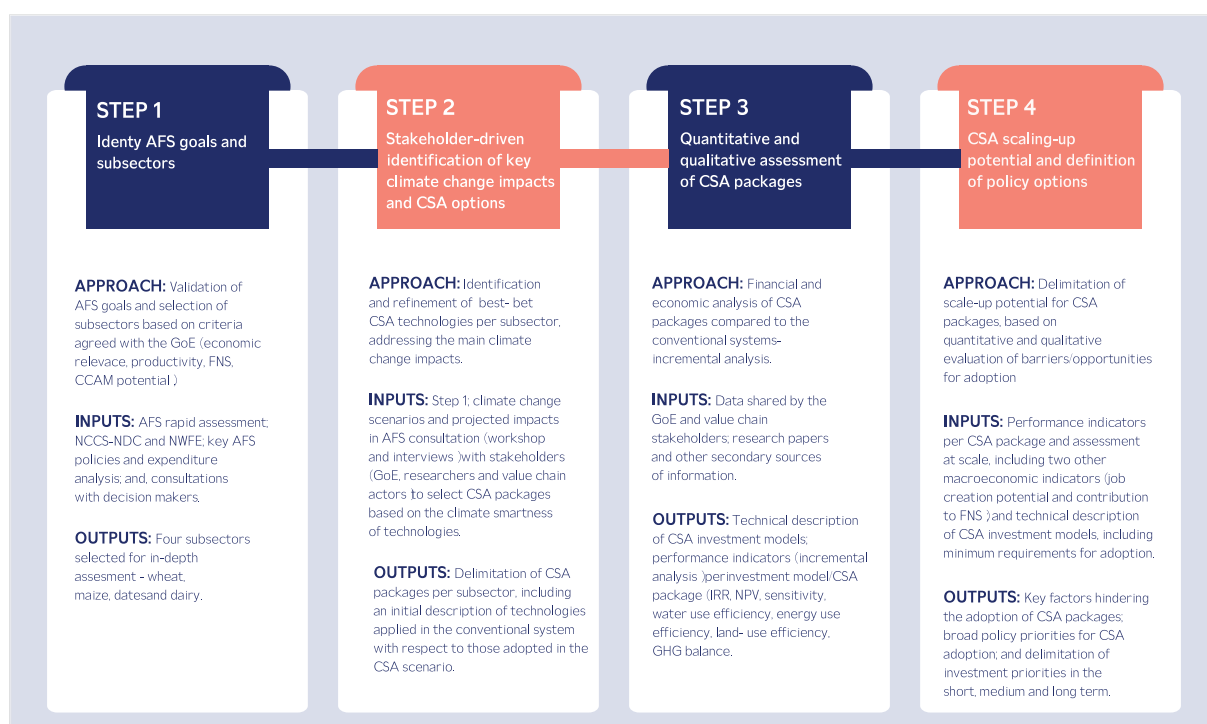 STEP 1
Identy AFS goals and
subsectors
APPROACH: Validation of
AFS goals and selection of
subsectors based on criteria
agreed with the GoE (economic
relevace, productivity, FNS,
CCAM potential )
INPUTS: AFS rapid assessment;
NCCS-NDC and NWFE; key AFS
policies and expenditure
analysis; and, consultations
with decision makers.
OUTPUTS: Four subsectors
selected for in-depth
assesment - wheat,
maize, datesand dairy.
STEP 2
Stakeholder-driven
identification of key
climate change impacts
and CSA options
APPROACH: Identification
and refinement of best- bet
CSA technologies per subsector,
addressing the main climate
change impacts.
INPUTS: Step 1; climate change
scenarios and projected impacts
in AFS consultation (workshop
and interviews )with stakeholders
(GoE, researchers and value chain
actors )to select CSA packages
based on the climate smartness
of technologies.
OUTPUTS: Delimitation of CSA
packages per subsector, including
an initial description of technologies
applied in the conventional system
with respect to those adopted in the
CSA scenario.
STEP 3
Quantitative and
qualitative assessment
of CSA packages
APPROACH: Financial and
economic analysis of CSA
packages compared to the
conventional systems-
incremental analysis.
INPUTS: Data shared by the
GoE and value chain
stakeholders; research papers
and other secondary sources
of information.
OUTPUTS: Technical description
of CSA investment models;
performance indicators (incremental
analysis )perinvestment model/CSA
package (IRR, NPV, sensitivity,
water use efficiency, energy use
efficiency, land- use efficiency,
GHG balance.
STEP 4
CSA scaling-up
potential and definition
of policy options
APPROACH: Delimitation of
scale-up potential for CSA
packages, based on
quantitative and qualitative
evaluation of barriers/opportunities
for adoption
INPUTS: Performance indicators
per CSA package and assessment
at scale, including two other
macroeconomic indicators (job
creation potential and contribution
to FNS )and technical description
of CSA investment models, including
minimum requirements for adoption.
OUTPUTS: Key factors hindering
the adoption of CSA packages;
broad policy priorities for CSA
adoption; and delimitation of
investment priorities in the
short, medium and long term.